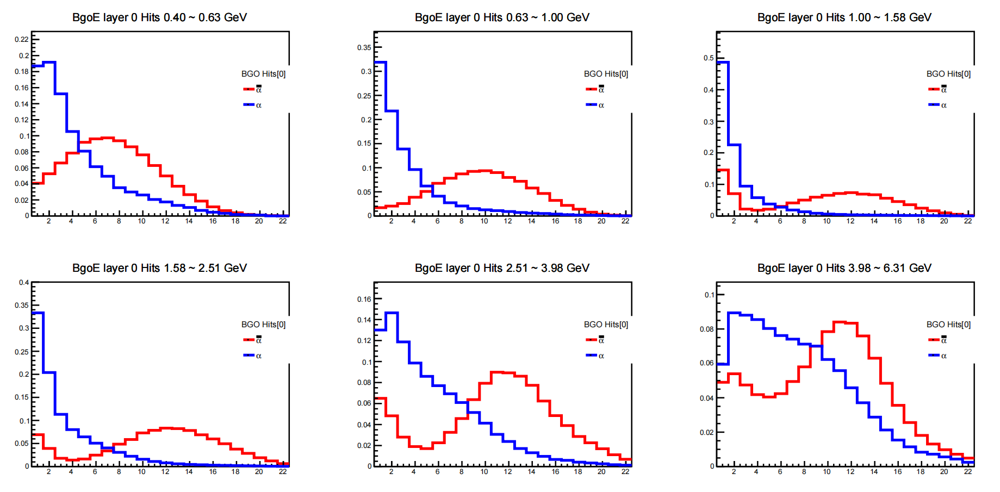 BgoE layer 0 Hits 0.40 ~ 0.63 GeV
0.22
0.2
0.18
0.16
0.14
0.12
0.1
0.08
0.06
0.04
0.02
0
2 4 6 8 10 12 14 16 18 20 22
BGO Hits[0]
α̅
α
BgoE layer 0 Hits 0.63 ~ 1.00 GeV
0.35
0.3
0.25
0.2
0.15
0.1
0.05
0
2 4 6 8 10 12 14 16 18 20 22
BGO Hits[0]
α̅
α
BgoE layer 0 Hits 1.00 ~ 1.58 GeV
0.5
0.4
0.3
0.2
0.1
0
2 4 6 8 10 12 14 16 18 20 22
BGO Hits[0]
α̅
α
BgoE layer 0 Hits 1.58 ~ 2.51 GeV
0.4
0.35
0.3
0.25
0.2
0.15
0.1
0.05
0
2 4 6 8 10 12 14 16 18 20 22
BGO Hits[0]
α̅
α
BgoE layer 0 Hits 2.51 ~ 3.98 GeV
0.16
0.14
0.12
0.1
0.08
0.06
0.04
0.02
0
2 4 6 8 10 12 14 16 18 20 22
BGO Hits[0]
α̅
α
BgoE layer 0 Hits 3.98 ~ 6.31 GeV
0.1
0.08
0.06
0.04
0.02
0
2 4 6 8 10 12 14 16 18 20 22
BGO Hits[0]
α̅
α